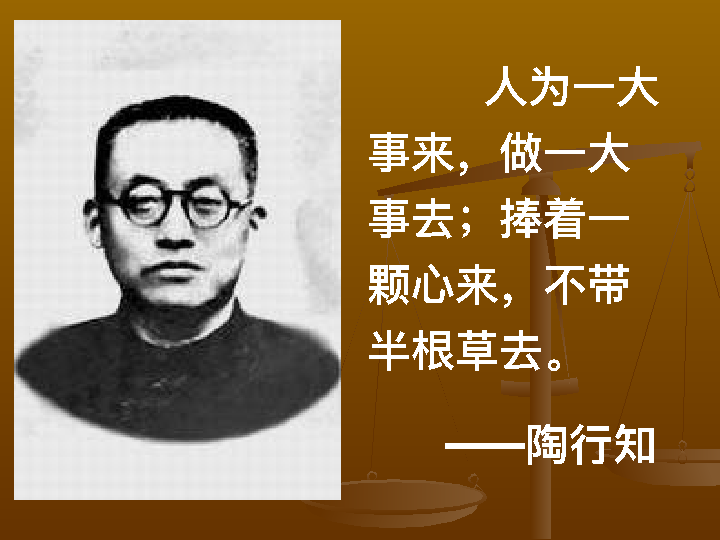 人为一大
事来，做一大
事去；捧着一
颗心来，不带
半根草去。
——陶行知